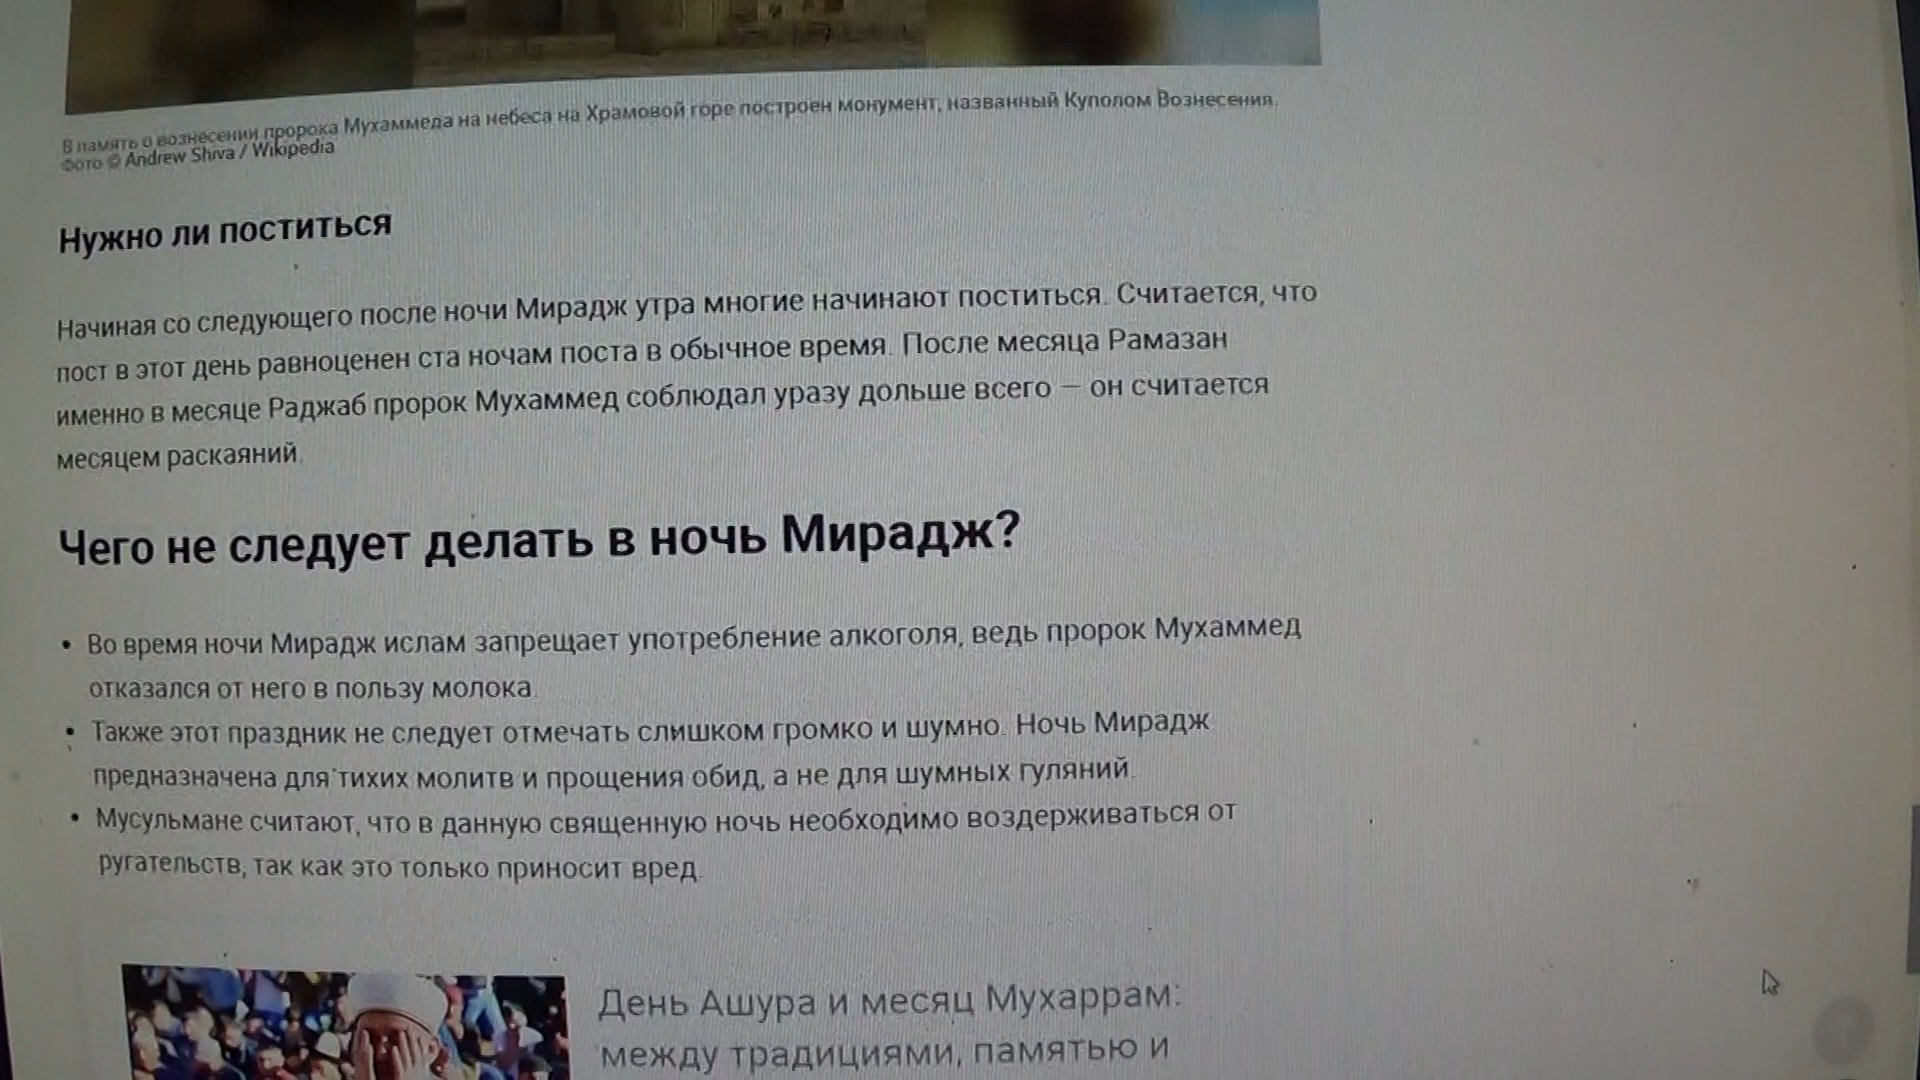 В память о вознесении пророка Мухаммеда на небеса на Храмовой горе построен монумент, названный Куполом Вознесения.
Фото © Andrew Shiva / Wikipedia
Нужно ли поститься
Начиная со следующего после ночи Мирадж утра многие начинают поститься. Считается, что
пост в этот день равноценен ста ночам поста в обычное время. После месяца Рамазан
именно в месяце Раджаб пророк Мухаммед соблюдал уразу дольше всего — он считается
месяцем раскаяний.
Чего не следует делать в ночь Мирадж?
• Во время ночи Мирадж ислам запрещает употребление алкоголя, ведь пророк Мухаммед
отказался от него в пользу молока.
• Также этот праздник не следует отмечать слишком громко и шумно. Ночь Мирадж
предназначена для тихих молитв и прощения обид, а не для шумных гуляний.
• Мусульмане считают, что в данную священную ночь необходимо воздерживаться от
ругательств, так как это только приносит вред.
День Ашура и месяц Мухаррам:
между традициями, памятью и